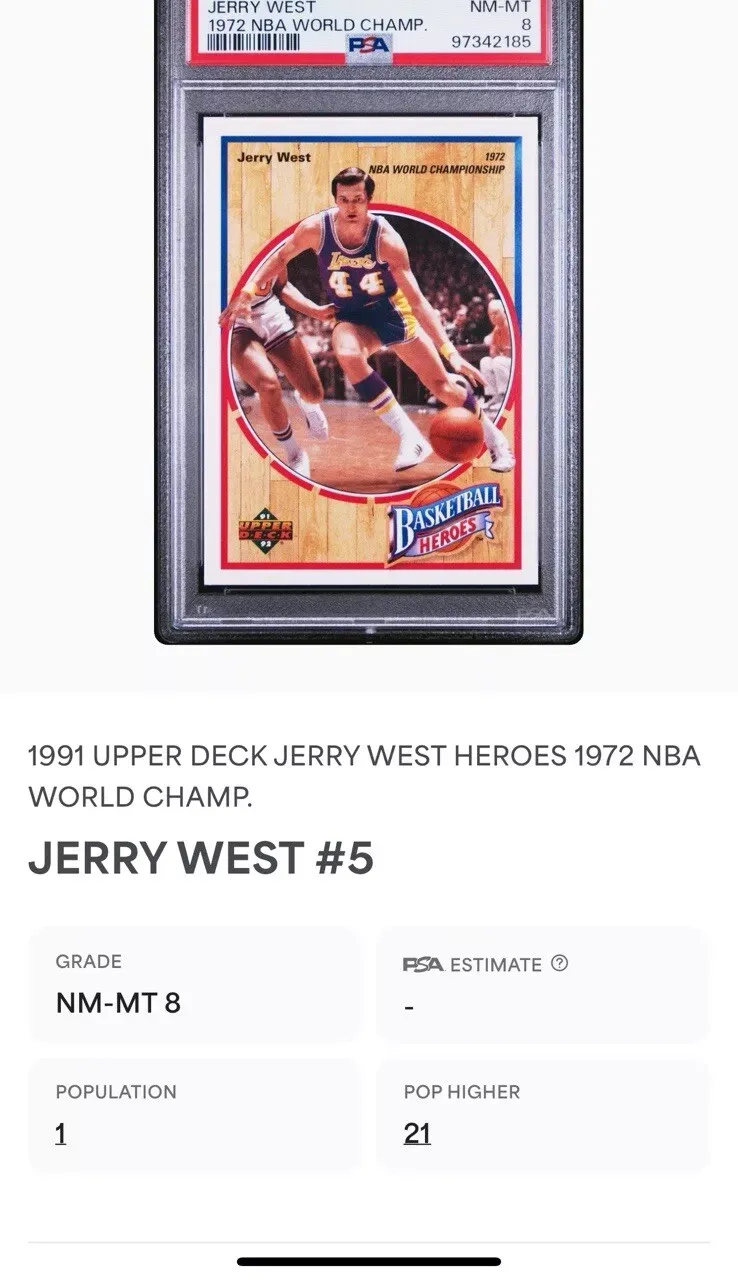 JERRY WEST NM-MT
1972 NBA WORLD CHAMP. 8
PSA 97342185
Jerry West
1972
NBA WORLD CHAMPIONSHIP
LAKERS
44
91
UPPER
DECK
92
BASKETBALL
HEROES
PSA
1991 UPPER DECK JERRY WEST HEROES 1972 NBA
WORLD CHAMP.
JERRY WEST #5
GRADE
NM-MT 8
PSA ESTIMATE ?
-
POPULATION
1
POP HIGHER
21